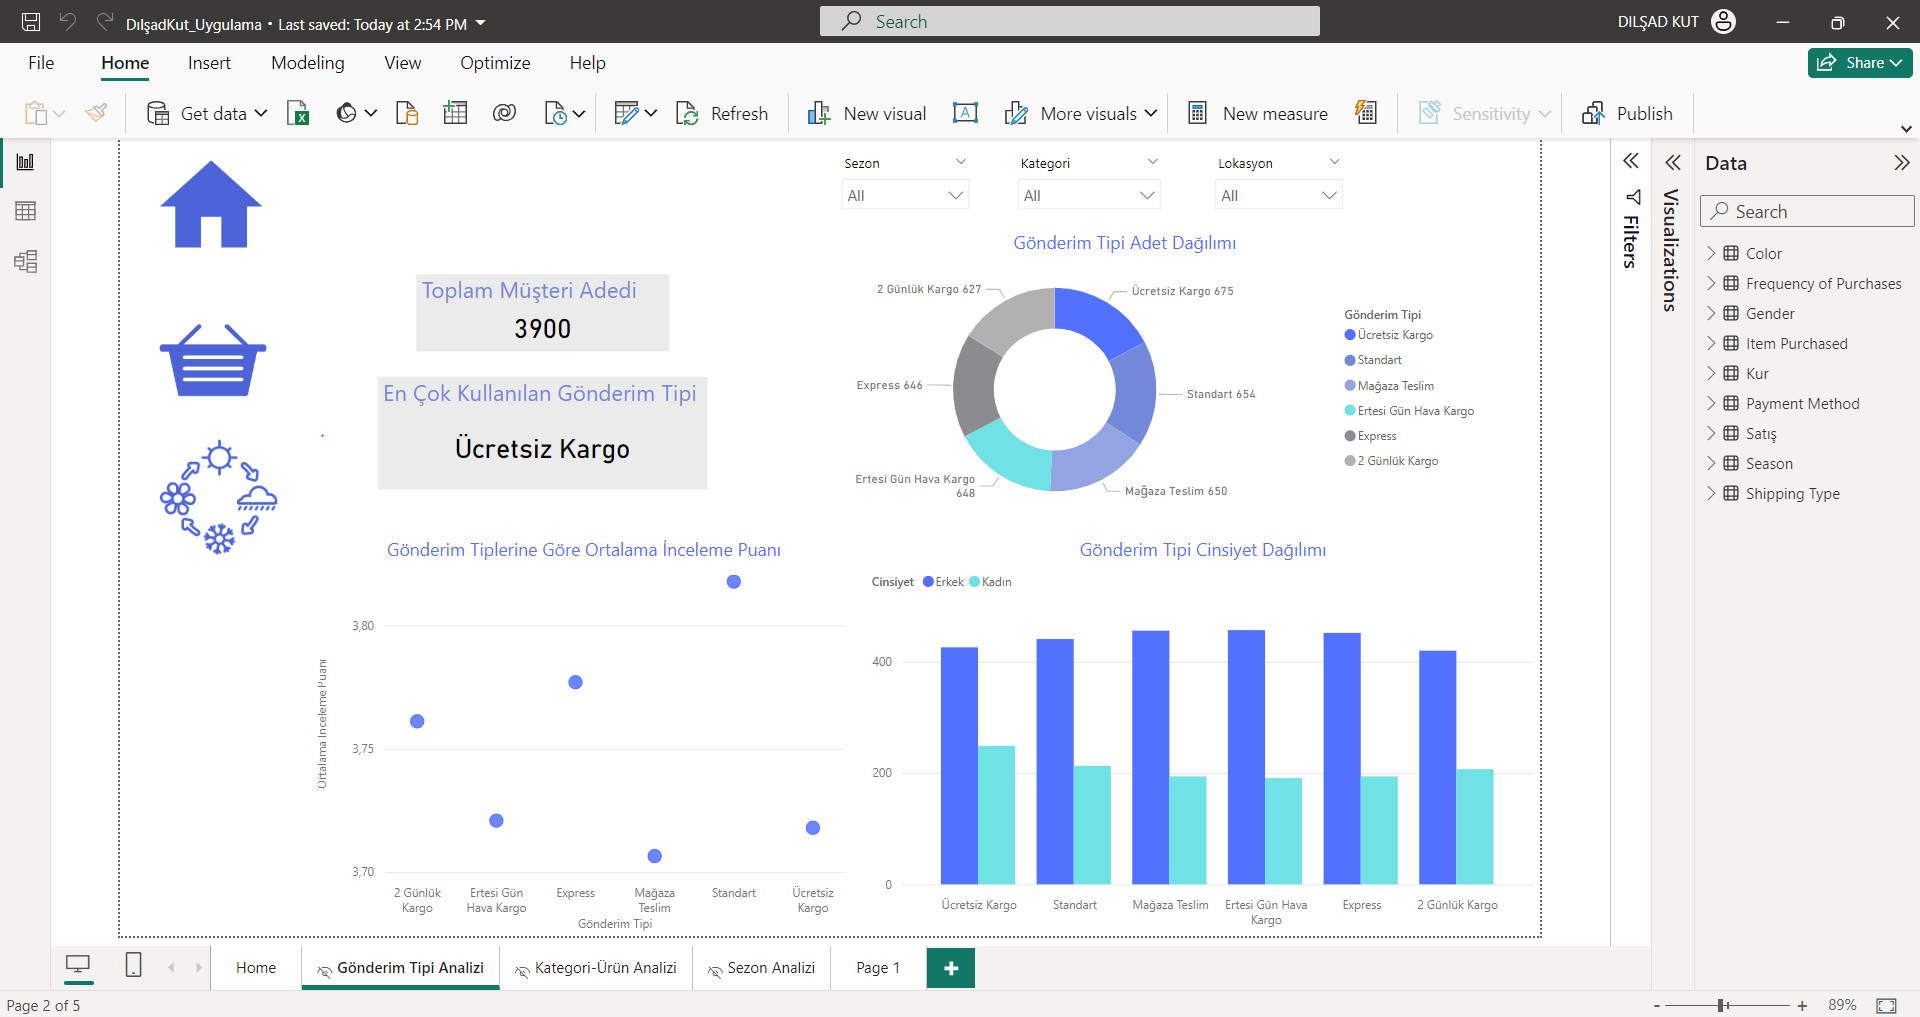 DılşadKut_Uygulama • Last saved: Today at 2:54 PM
Search
DILŞAD KUT
File
Home
Insert
Modeling
View
Optimize
Help
Share
Get data
Refresh
New visual
More visuals
New measure
Sensitivity
Publish
Sezon
All
Kategori
All
Lokasyon
All
Toplam Müşteri Adedi
3900
En Çok Kullanılan Gönderim Tipi
Ücretsiz Kargo
Gönderim Tipi Adet Dağılımı
2 Günlük Kargo 627
Ücretsiz Kargo 675
Express 646
Standart 654
Ertesi Gün Hava Kargo
648
Mağaza Teslim 650
Gönderim Tipi
Ücretsiz Kargo
Standart
Mağaza Teslim
Ertesi Gün Hava Kargo
Express
2 Günlük Kargo
Gönderim Tiplerine Göre Ortalama İnceleme Puanı
Ortalama İnceleme Puanı
3,80
3,75
3,70
2 Günlük
Kargo
Ertesi Gün
Hava Kargo
Express
Mağaza
Teslim
Standart
Ücretsiz
Kargo
Gönderim Tipi
Gönderim Tipi Cinsiyet Dağılımı
Cinsiyet
Erkek
Kadın
400
200
0
Ücretsiz Kargo
Standart
Mağaza Teslim
Ertesi Gün Hava
Kargo
Express
2 Günlük Kargo
Filters
Visualizations
Data
Search
Color
Frequency of Purchases
Gender
Item Purchased
Kur
Payment Method
Satış
Season
Shipping Type
Home
Gönderim Tipi Analizi
Kategori-Ürün Analizi
Sezon Analizi
Page 1
Page 2 of 5
89%